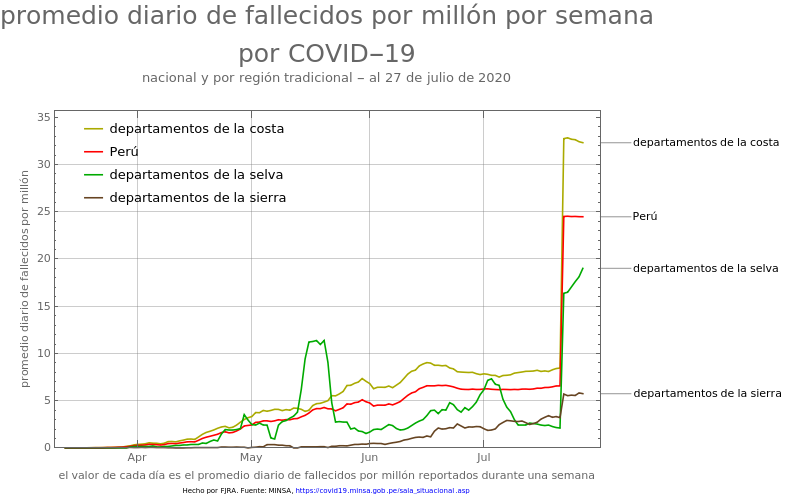 promedio diario de fallecidos por millón por semana
por COVID−19
nacional y por región tradicional − al 27 de julio de 2020
promedio diario de fallecidos por millón
35
30
25
20
15
10
5
0
departamentos de la costa
Perú
departamentos de la selva
departamentos de la sierra
departamentos de la costa
Perú
departamentos de la selva
departamentos de la sierra
Apr May Jun Jul
el valor de cada día es el promedio diario de fallecidos por millón reportados durante una semana
Hecho por FJRA. Fuente: MINSA, https://covid19.minsa.gob.pe/sala_situacional.asp